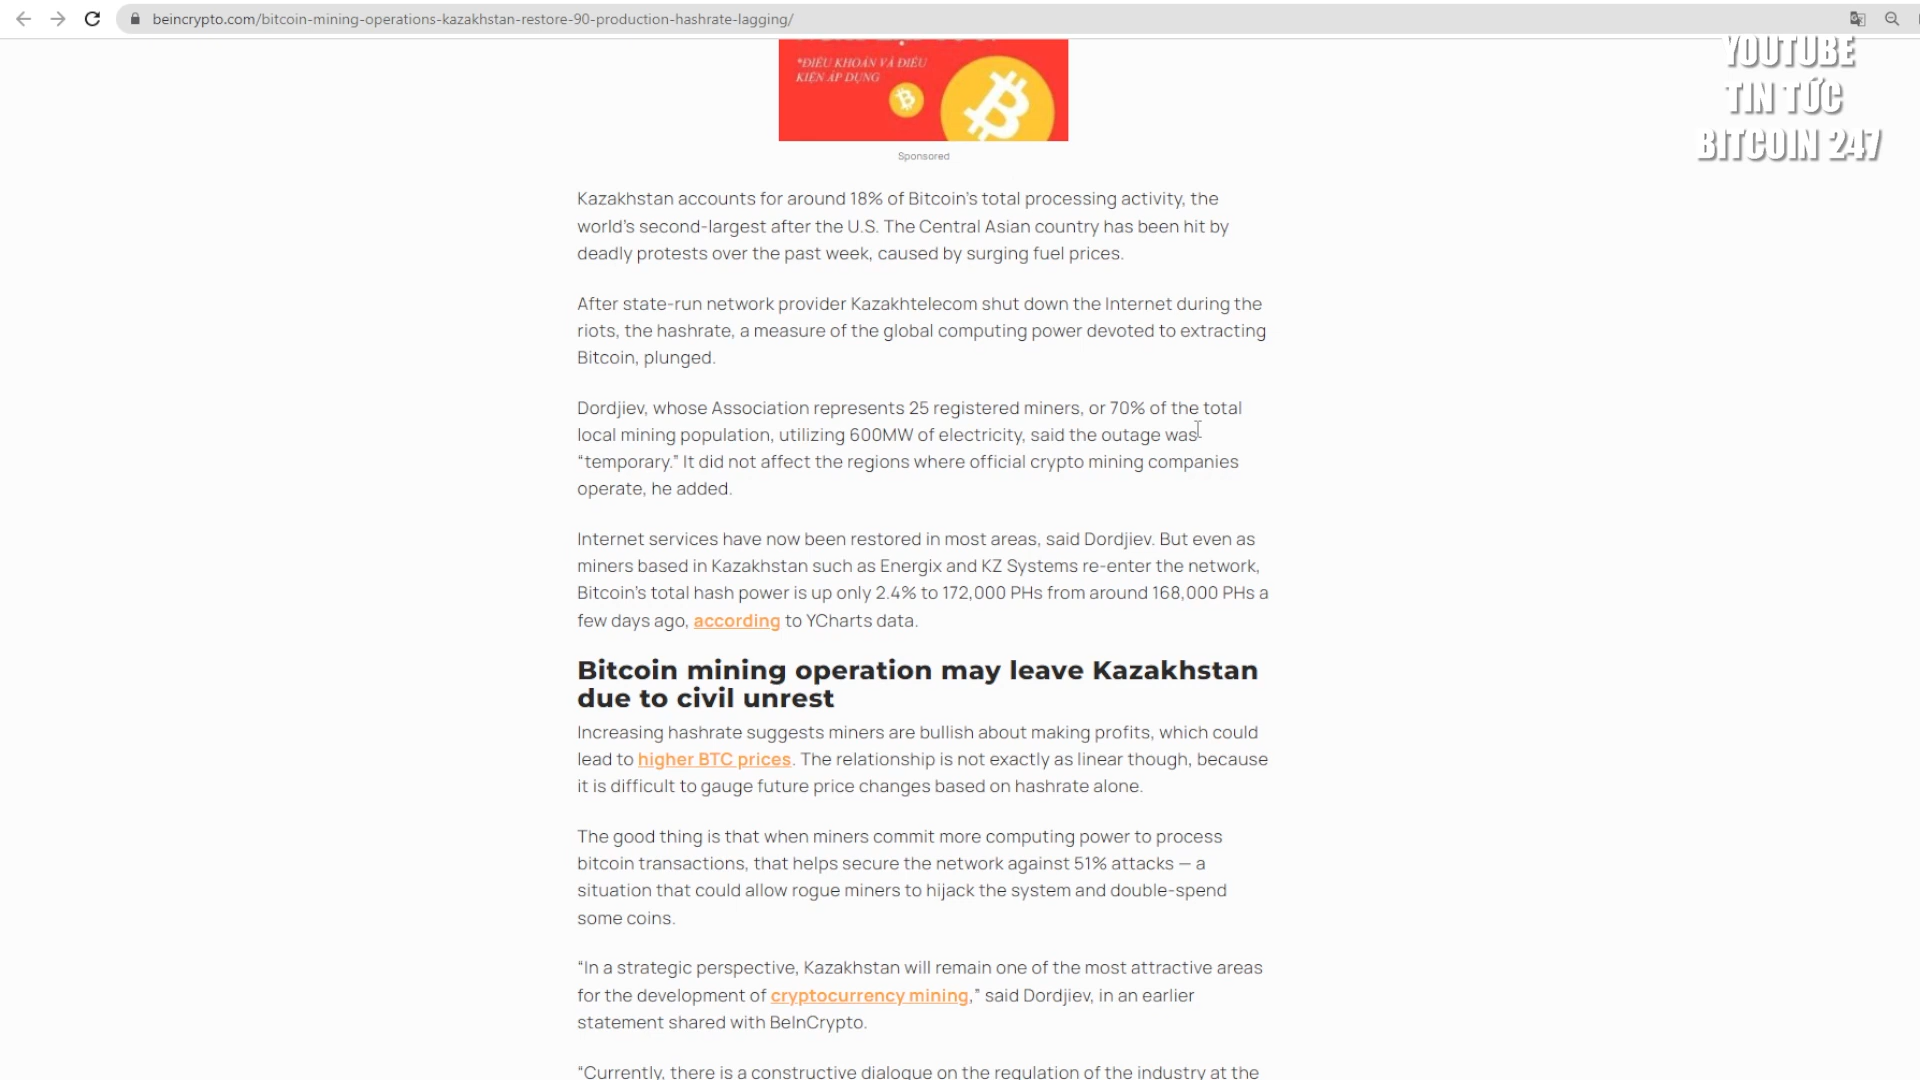 beincrypto.com/bitcoin-mining-operations-kazakhstan-restore-90-production-hashrate-lagging/
YOUTUBE
TIN TỨC
BITCOIN 247
*ĐIỀU KHOẢN VÀ ĐIỀU
KIỆN ÁP DỤNG
Sponsored
Kazakhstan accounts for around 18% of Bitcoin's total processing activity, the
world's second-largest after the U.S. The Central Asian country has been hit by
deadly protests over the past week, caused by surging fuel prices.
After state-run network provider Kazakhtelecom shut down the Internet during the
riots, the hashrate, a measure of the global computing power devoted to extracting
Bitcoin, plunged.
Dordjiev, whose Association represents 25 registered miners, or 70% of the total
local mining population, utilizing 600MW of electricity, said the outage was
“temporary.” It did not affect the regions where official crypto mining companies
operate, he added.
Internet services have now been restored in most areas, said Dordjiev. But even as
miners based in Kazakhstan such as Energix and KZ Systems re-enter the network,
Bitcoin's total hash power is up only 2.4% to 172,000 PHs from around 168,000 PHs a
few days ago, according to YCharts data.
Bitcoin mining operation may leave Kazakhstan
due to civil unrest
Increasing hashrate suggests miners are bullish about making profits, which could
lead to higher BTC prices. The relationship is not exactly as linear though, because
it is difficult to gauge future price changes based on hashrate alone.
The good thing is that when miners commit more computing power to process
bitcoin transactions, that helps secure the network against 51% attacks — a
situation that could allow rogue miners to hijack the system and double-spend
some coins.
“In a strategic perspective, Kazakhstan will remain one of the most attractive areas
for the development of cryptocurrency mining,” said Dordjiev, in an earlier
statement shared with BeInCrypto.
“Currently, there is a constructive dialogue on the regulation of the industry at the